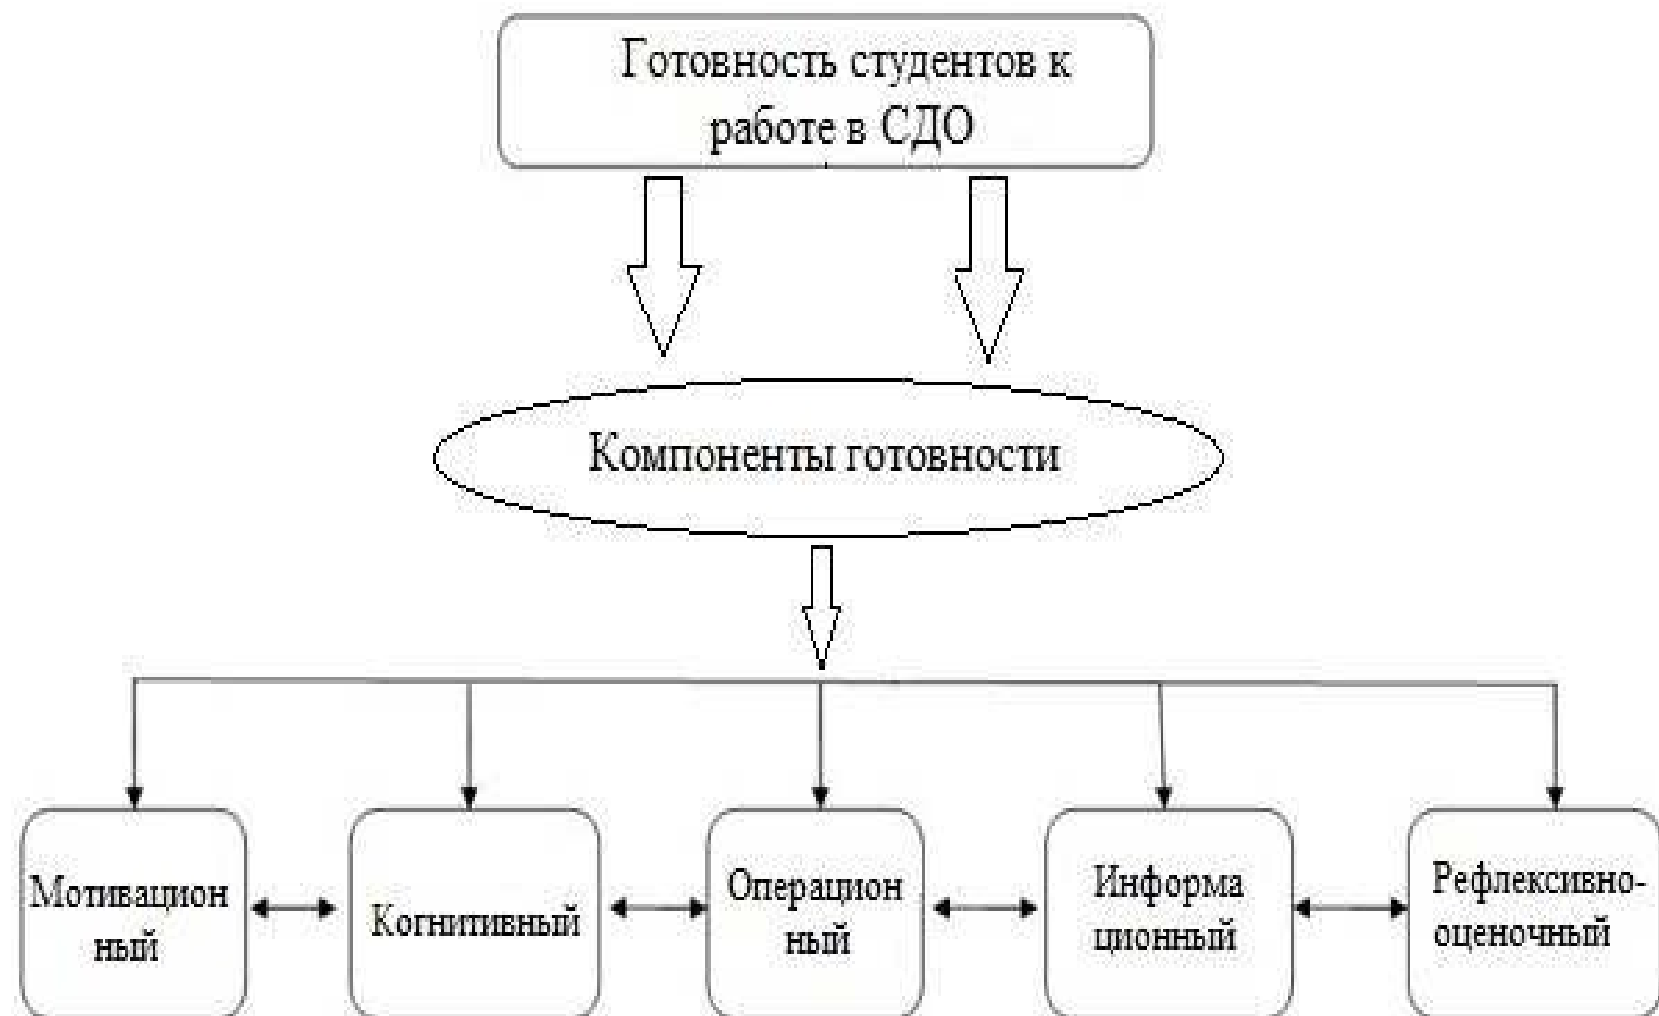 Готовность студентов к
работе в СДО
Компоненты готовности
Мотивацион
ный
Когнитивный
Операцион
ный
Информа
ционный
Рефлексивно-
оценочный